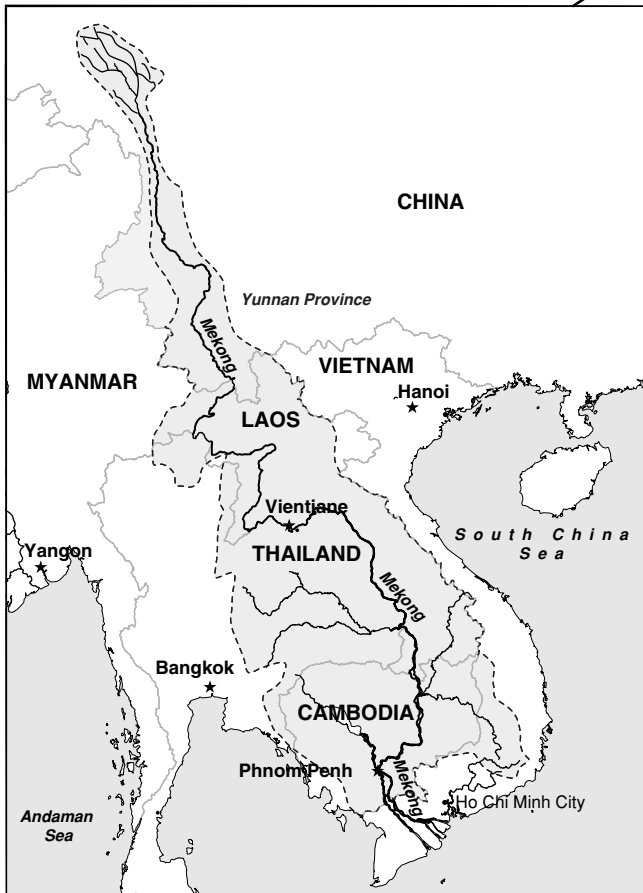 CHINA
Yunnan Province
Mekong
VIETNAM
MYANMAR
Hanoi
LAOS
Vientiane
South China
Sea
Yangon
THAILAND
Mekong
Bangkok
CAMBODIA
Phnom Penh
Mekong
Ho Chi Minh City
Andaman
Sea